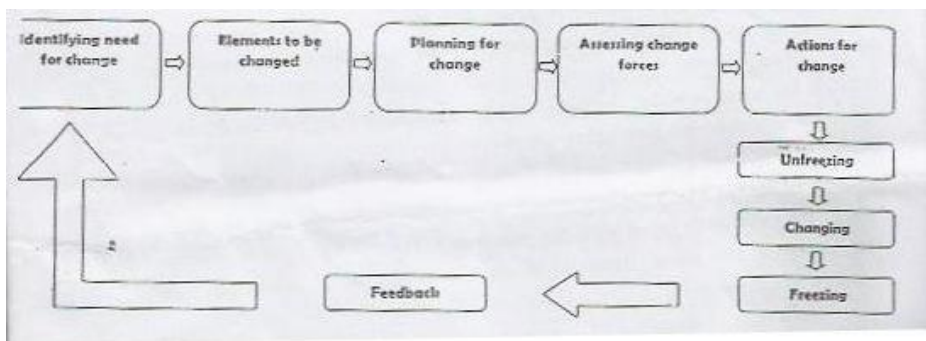 Identifying need
for change
Elements to be
changed
Planning for
change
Assessing change
forces
Actions for
change
Unfreezing
Changing
Freezing
Feedback